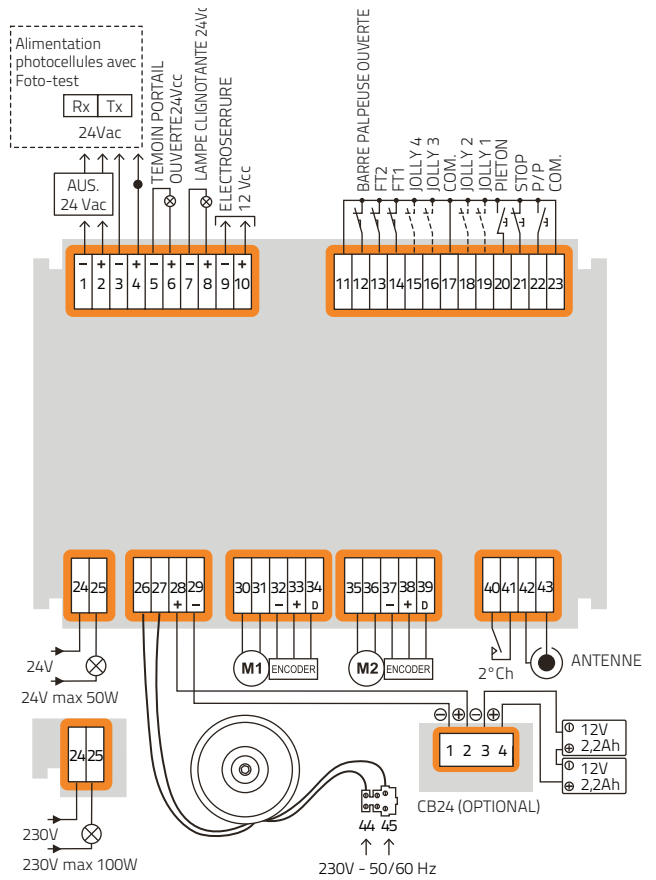 Alimentation
photocellules avec
Foto-test
Rx Tx
24Vac
AUS.
24 Vac
TEMOIN PORTAIL
OUVERTE24Vcc
LAMPE CLIGNOTANTE 24Vc
ELECTROSERRURE
12 Vcc
BARRE PALPEUSE OUVERTE
FT2
FT1
JOLLY 4
JOLLY 3
COM.
JOLLY 2
JOLLY 1
PIETON
STOP
P/P
COM.
− + − + − + − + − +
1 2 3 4 5 6 7 8 9 10
11 12 13 14 15 16 17 18 19 20 21 22 23
24 25
26 27 28 29
+ −
30 31 32 33 34
− + D
35 36 37 38 39
− + D
40 41 42 43
24V
24V max 50W
M1
ENCODER
M2
ENCODER
2°Ch
ANTENNE
⊖ ⊕ ⊖ ⊕
1 2 3 4
CB24 (OPTIONAL)
12V
2,2Ah
12V
2,2Ah
24 25
230V
230V max 100W
44 45
230V - 50/60 Hz